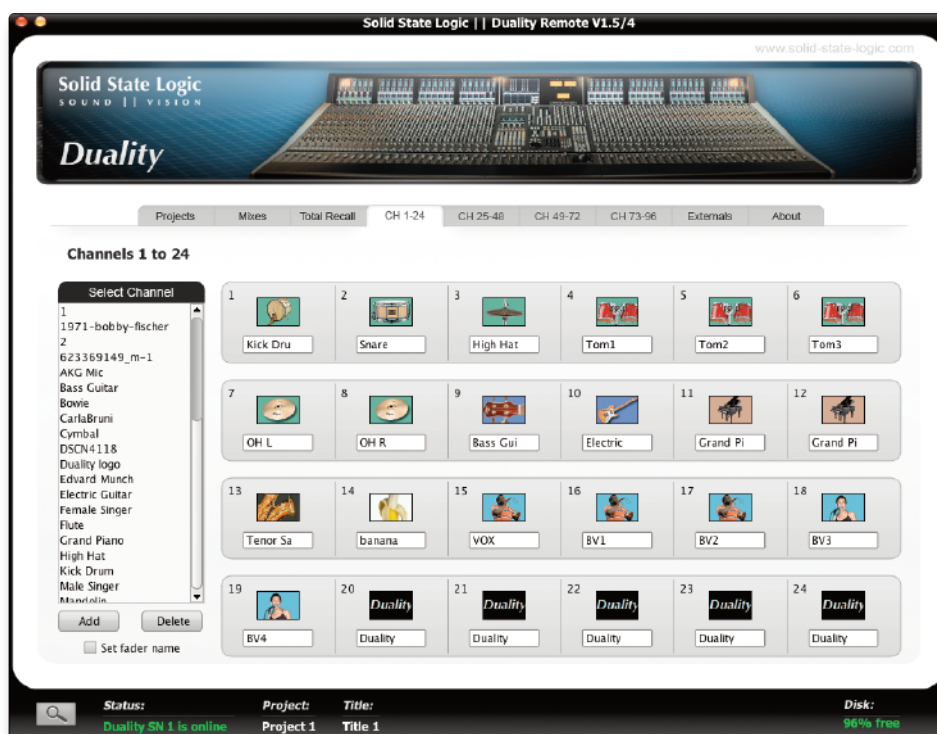 Solid State Logic || Duality Remote V1.5/4
www.solid-state-logic.com
Solid State Logic
SOUND || VISION
Duality
Projects Mixes Total Recall CH 1-24 CH 25-48 CH 49-72 CH 73-96 Externals About
Channels 1 to 24
Select Channel
1
1971-bobby-fischer
2
623369149_m-1
AKG Mic
Bass Guitar
Bowie
CarlaBruni
Cymbal
DSCN4118
Duality logo
Edvard Munch
Electric Guitar
Female Singer
Flute
Grand Piano
High Hat
Kick Drum
Male Singer
Mandolin
Add Delete
Set fader name
1 2 3 4 5 6
Kick Dru Snare High Hat Tom1 Tom2 Tom3
7 8 9 10 11 12
OH L OH R Bass Gui Electric Grand Pi Grand Pi
13 14 15 16 17 18
Tenor Sa banana VOX BV1 BV2 BV3
19 20 21 22 23 24
Duality Duality Duality Duality Duality
BV4 Duality Duality Duality Duality Duality
Status: Project: Title: Disk:
Duality SN 1 is online Project 1 Title 1 96% free